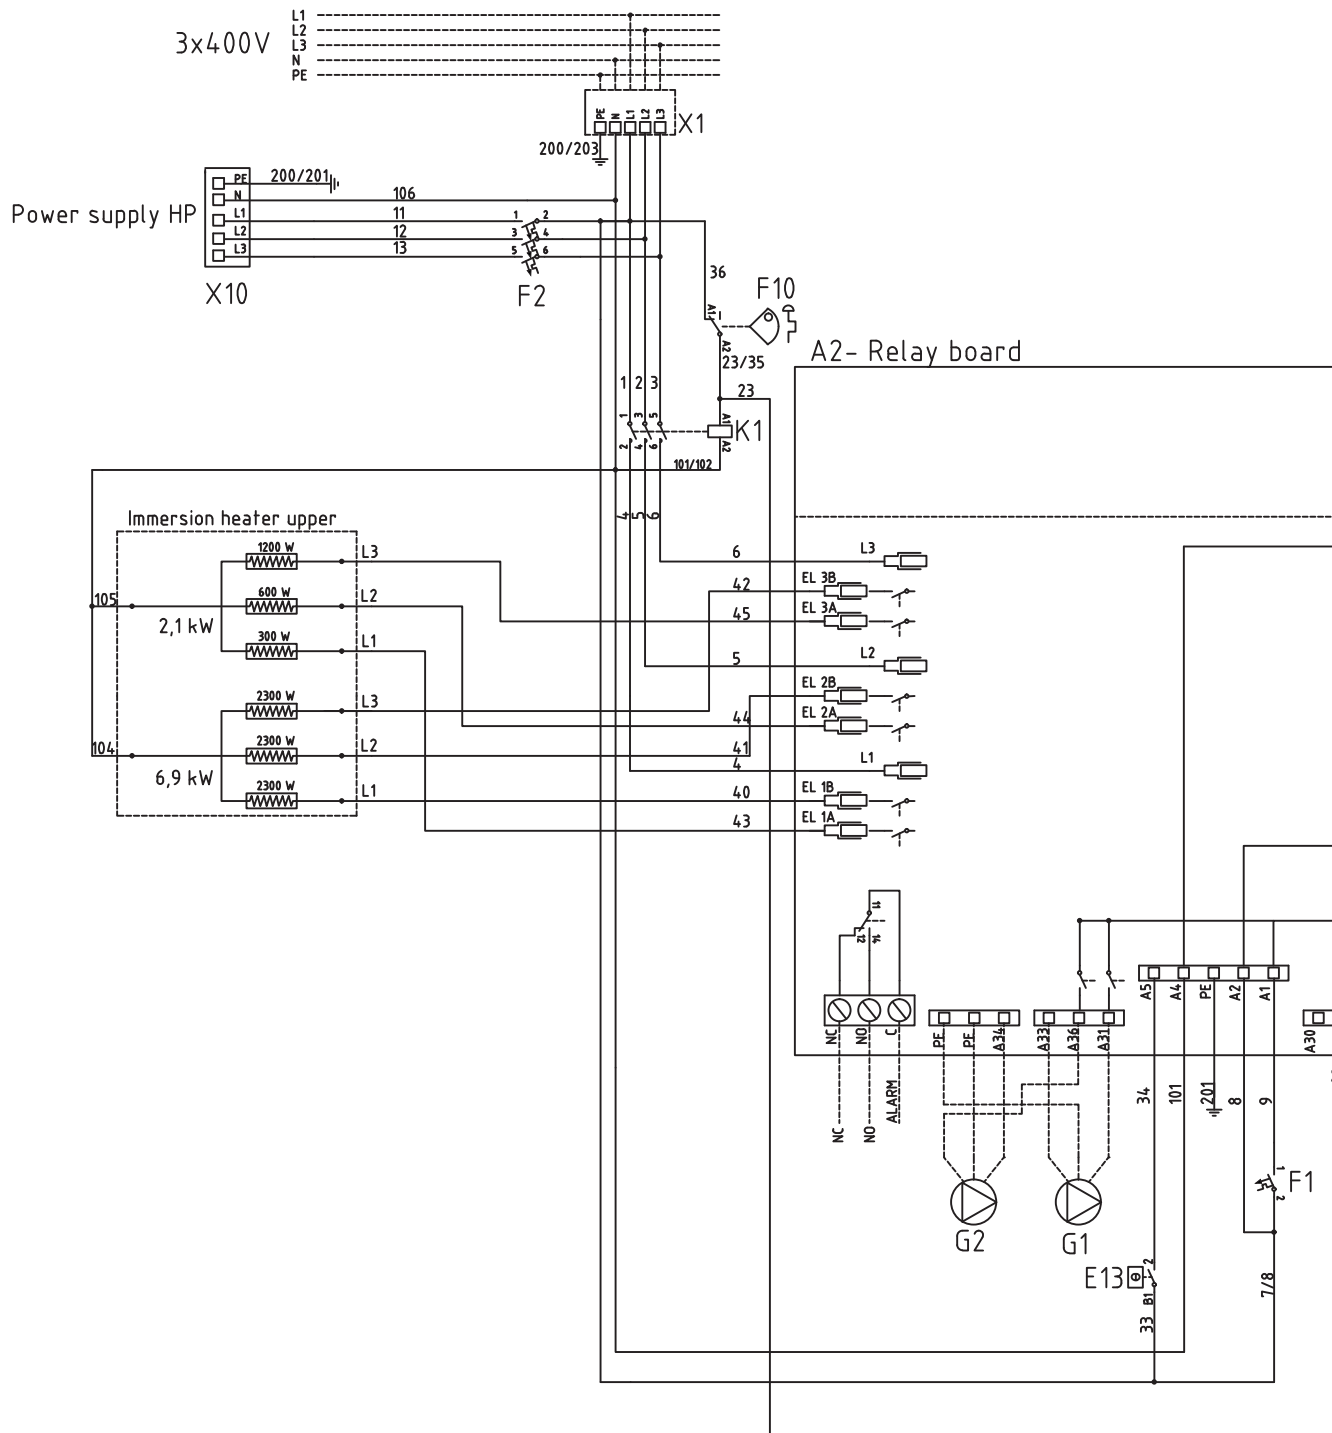 L1
L2
3x400V L3
N
PE
PE N L1 L2 L3
X1
200/203
PE 200/201
N 106
Power supply HP
L1 11 1 2
L2 12 3 4
L3 13 5 6
X10
F2
36
F10
A1
A2
23/35
A2- Relay board
1 2 3
23
1 3 5
A1
K1
2 4 6
A2
101/102
4 5 6
Immersion heater upper
1200 W L3
6 L3
42 EL 3B
105
600 W L2
45 EL 3A
2,1 kW
300 W L1
5 L2
2300 W L3
EL 2B
44 EL 2A
104
2300 W L2
41
4 L1
6,9 kW
2300 W L1
40 EL 1B
43 EL 1A
11
12 14
NC NO C
PE PE A34
A33 A36 A31
A5 A4 PE A2 A1
A30
34 101 201 8 9
NC NO ALARM
1
F1
2
G2
G1
2
E13
B1
33
7/8